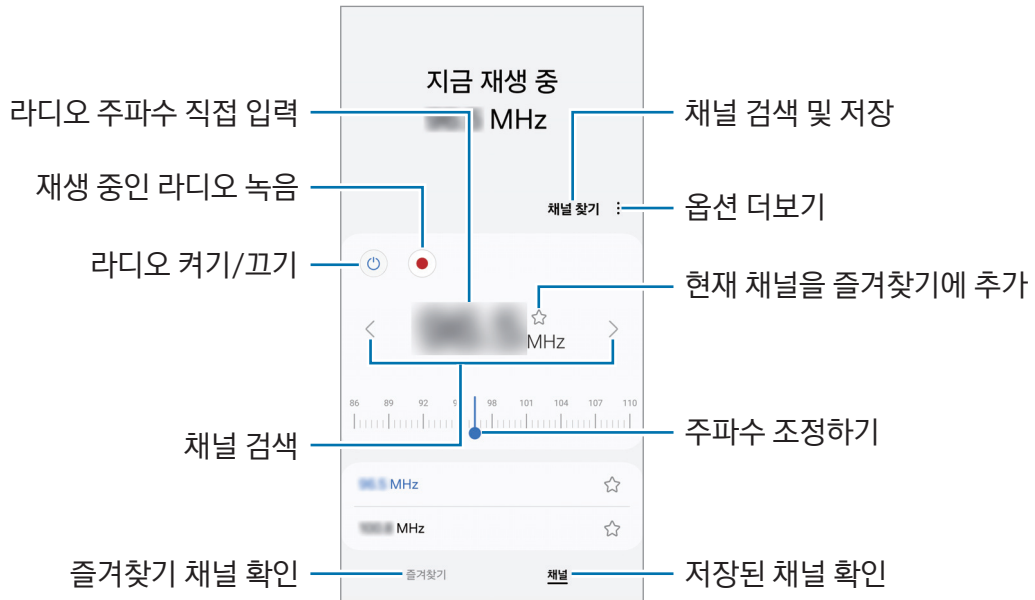 지금 재생 중
MHz
라디오 주파수 직접 입력
채널 검색 및 저장
재생 중인 라디오 녹음
채널 찾기
옵션 더보기
라디오 켜기/끄기
현재 채널을 즐겨찾기에 추가
MHz
86 89 92 98 101 104 107 110
채널 검색
주파수 조정하기
96.5 MHz
100.8 MHz
즐겨찾기 채널 확인
즐겨찾기
채널
저장된 채널 확인